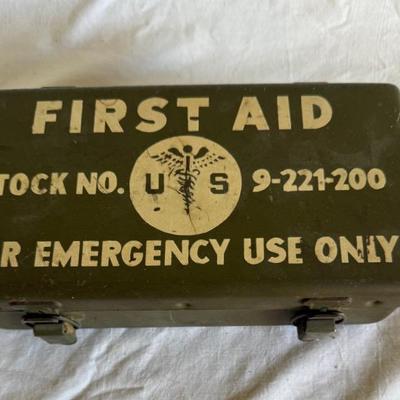 FIRST AID
TOCK NO. U S 9-221-200
R EMERGENCY USE ONLY